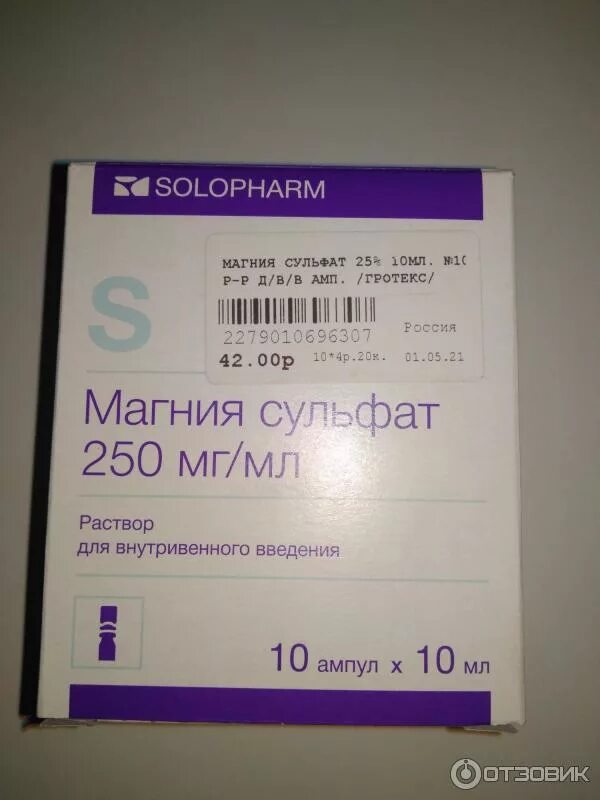 SOLOPHARM
МАГНИЯ СУЛЬФАТ 25% 10МЛ. №10
Р-Р Д/В/В АМП. /ГРОТЕКС/
2279010696307
Россия
42.00р
10*4р.20к.
01.05.21
S
Магния сульфат
250 мг/мл
Раствор
для внутривенного введения
10 ампул x 10 мл
ОТЗОВИК